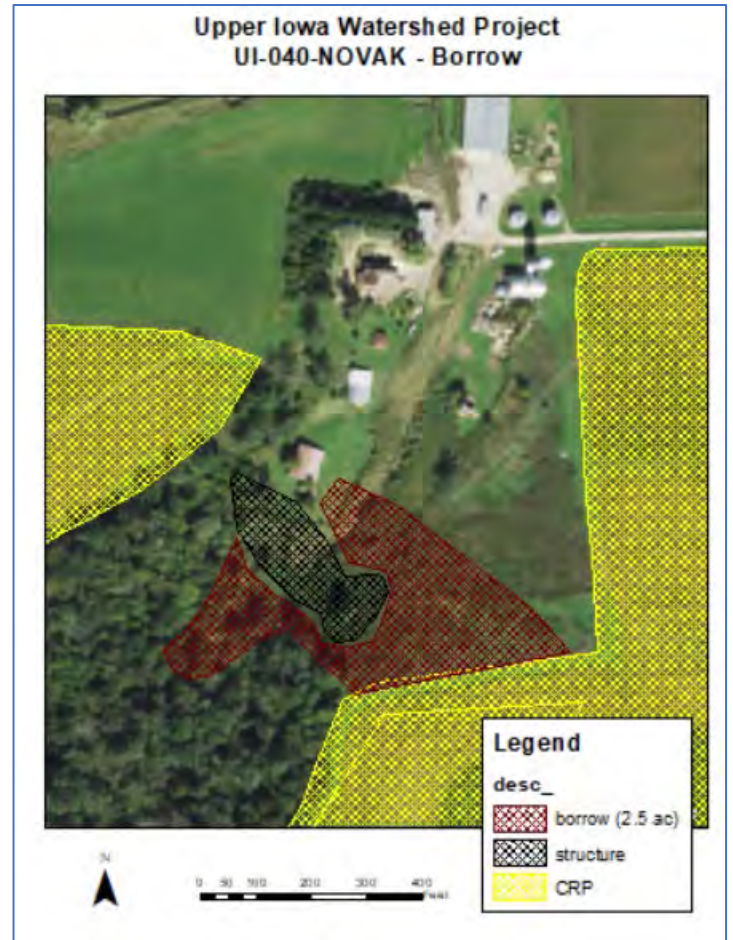 Upper Iowa Watershed Project
UI-040-NOVAK - Borrow
Legend
desc_
borrow (2.5 ac)
structure
CRP
N
0 50 100 200 300 400
Feet